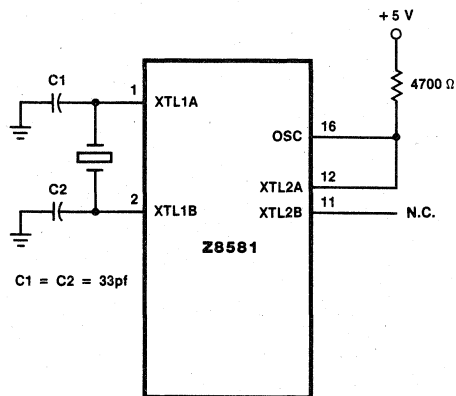 + 5 V
4700 Ω
C1
1
XTL1A
OSC
16
XTL2A
12
C2
2
XTL1B
XTL2B
11
N.C.
Z8581
C1 = C2 = 33pf